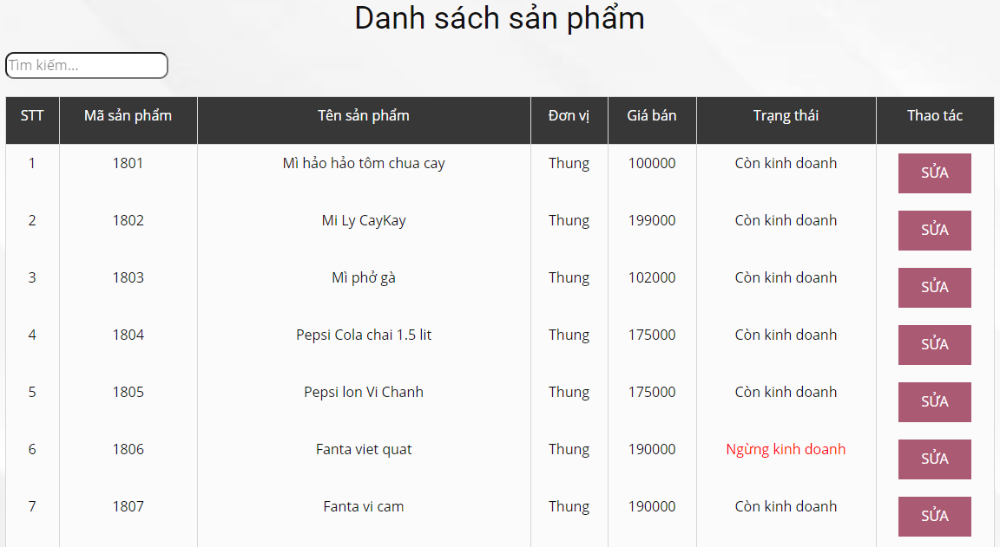 Danh sách sản phẩm
Tìm kiếm...
STT Mã sản phẩm Tên sản phẩm Đơn vị Giá bán Trạng thái Thao tác
1 1801 Mì hảo hảo tôm chua cay Thung 100000 Còn kinh doanh SỬA
2 1802 Mi Ly CayKay Thung 199000 Còn kinh doanh SỬA
3 1803 Mì phở gà Thung 102000 Còn kinh doanh SỬA
4 1804 Pepsi Cola chai 1.5 lit Thung 175000 Còn kinh doanh SỬA
5 1805 Pepsi lon Vi Chanh Thung 175000 Còn kinh doanh SỬA
6 1806 Fanta viet quat Thung 190000 Ngừng kinh doanh SỬA
7 1807 Fanta vi cam Thung 190000 Còn kinh doanh SỬA